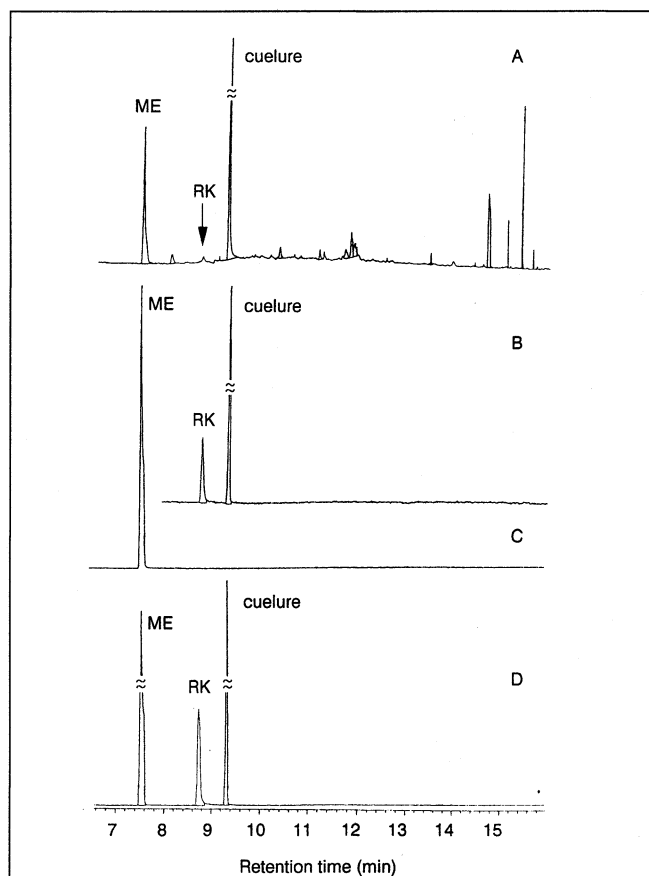 cuelure
A
ME
RK
ME
cuelure
B
RK
C
cuelure
ME
D
RK
7 8 9 10 11 12 13 14 15
Retention time (min)